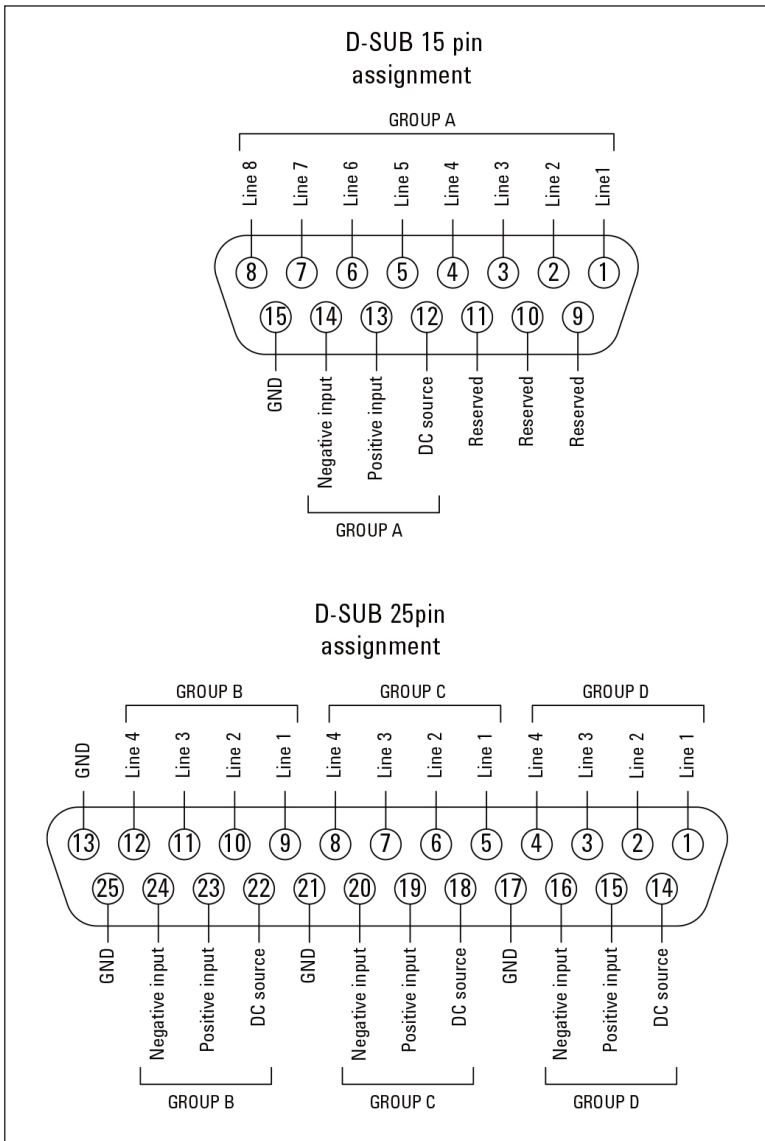 D-SUB 15 pin
assignment
GROUP A
Line 8 Line 7 Line 6 Line 5 Line 4 Line 3 Line 2 Line1
8 7 6 5 4 3 2 1
15 14 13 12 11 10 9
GND Negative input Positive input DC source Reserved Reserved Reserved
GROUP A
D-SUB 25pin
assignment
GROUP B GROUP C GROUP D
GND Line 4 Line 3 Line 2 Line 1 Line 4 Line 3 Line 2 Line 1 Line 4 Line 3 Line 2 Line 1
13 12 11 10 9 8 7 6 5 4 3 2 1
25 24 23 22 21 20 19 18 17 16 15 14
GND Negative input Positive input DC source GND Negative input Positive input DC source GND Negative input Positive input DC source
GROUP B GROUP C GROUP D